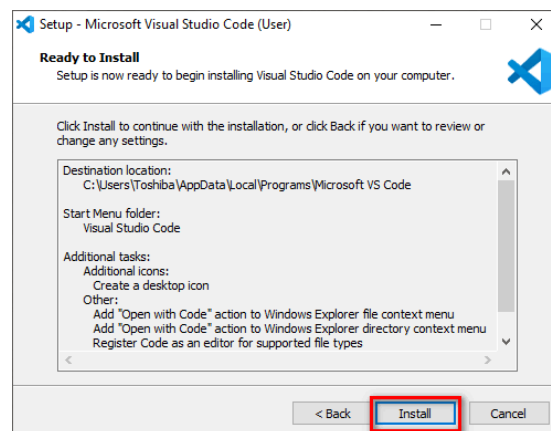 Setup - Microsoft Visual Studio Code (User)
Ready to Install
Setup is now ready to begin installing Visual Studio Code on your computer.
Click Install to continue with the installation, or click Back if you want to review or
change any settings.
Destination location:
C:\Users\Toshiba\AppData\Local\Programs\Microsoft VS Code
Start Menu folder:
Visual Studio Code
Additional tasks:
Additional icons:
Create a desktop icon
Other:
Add "Open with Code" action to Windows Explorer file context menu
Add "Open with Code" action to Windows Explorer directory context menu
Register Code as an editor for supported file types
< Back Install Cancel